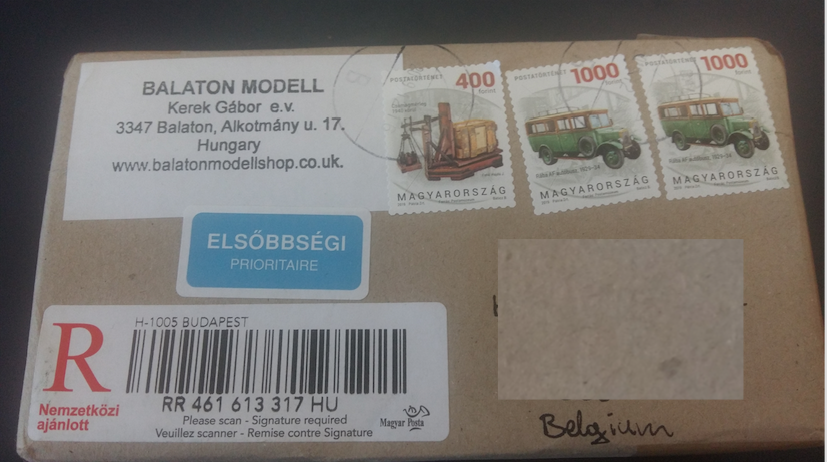 BALATON MODELL
Kerek Gábor e.v.
3347 Balaton, Alkotmány u. 17.
Hungary
www.balatonmodellshop.co.uk.
POSTATÖRTÉNET 400
forint
MAGYARORSZÁG
POSTATÖRTÉNET 1000
forint
MAGYARORSZÁG
POSTATÖRTÉNET 1000
forint
MAGYARORSZÁG
ELSŐBBSÉGI
PRIORITAIRE
R
H-1005 BUDAPEST
RR 461 613 317 HU
Nemzetközi
ajánlott
Please scan - Signature required
Veuillez scanner - Remise contre Signature
Magyar Posta
Belgium